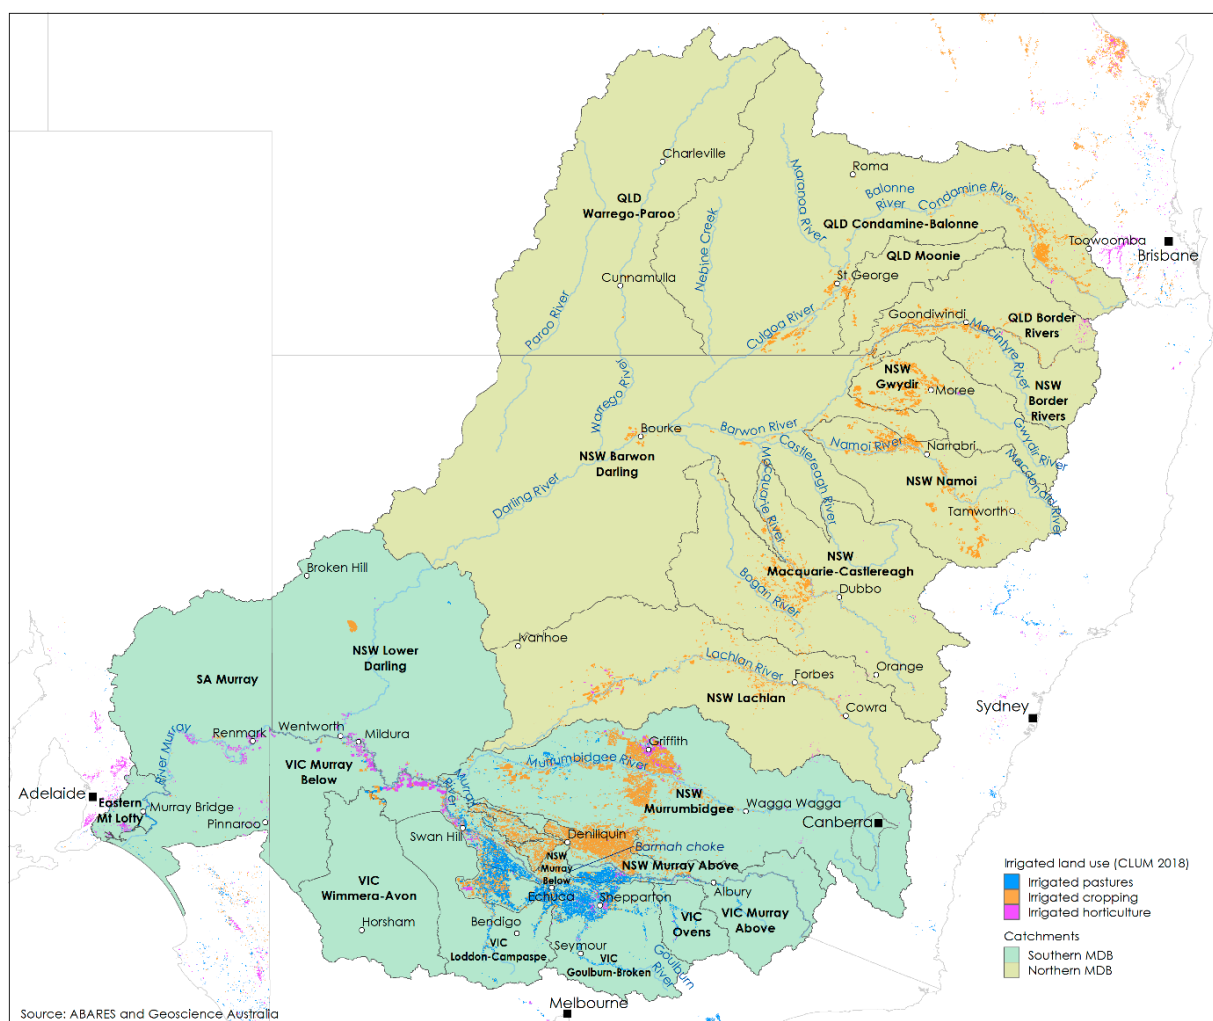 Charleville
Roma
Maranoa River
Balonne
River
Condamine River
QLD
Warrego-Paroo
QLD Condamine-Balonne
Toowoomba
Brisbane
Nebine Creek
QLD Moonie
Cunnamulla
St George
Paroo River
Culgoa River
Goondiwindi
Macintyre River
QLD Border
Rivers
Warrego River
NSW
Gwydir
Moree
NSW
Border
Rivers
Bourke
Barwon River
Castlereagh River
Namoi River
Narrabri
Gwydir River
Macdonald River
NSW Barwon
Darling
Macquarie River
NSW Namoi
Darling River
Tamworth
NSW
Macquarie-Castlereagh
Broken Hill
Bogan River
Dubbo
Ivanhoe
NSW Lower
Darling
SA Murray
Lachlan River
Orange
Forbes
NSW Lachlan
Cowra
Sydney
Wentworth
Renmark
Mildura
Griffith
River Murray
VIC Murray
Below
Murrumbidgee River
Murray River
NSW
Murrumbidgee
Adelaide
Eastern
Mt Lofty
Murray Bridge
Pinnaroo
Wagga Wagga
Canberra
Swan Hill
Deniliquin
Barmah choke
NSW
Murray
Below
NSW Murray Above
Albury
VIC
Wimmera-Avon
Echuca
Shepparton
VIC
Ovens
VIC Murray
Above
Horsham
Bendigo
VIC
Loddon-Campaspe
Seymour
VIC
Goulburn-Broken
Goulburn
River
Melbourne
Irrigated land use (CLUM 2018)
Irrigated pastures
Irrigated cropping
Irrigated horticulture
Catchments
Southern MDB
Northern MDB
Source: ABARES and Geoscience Australia